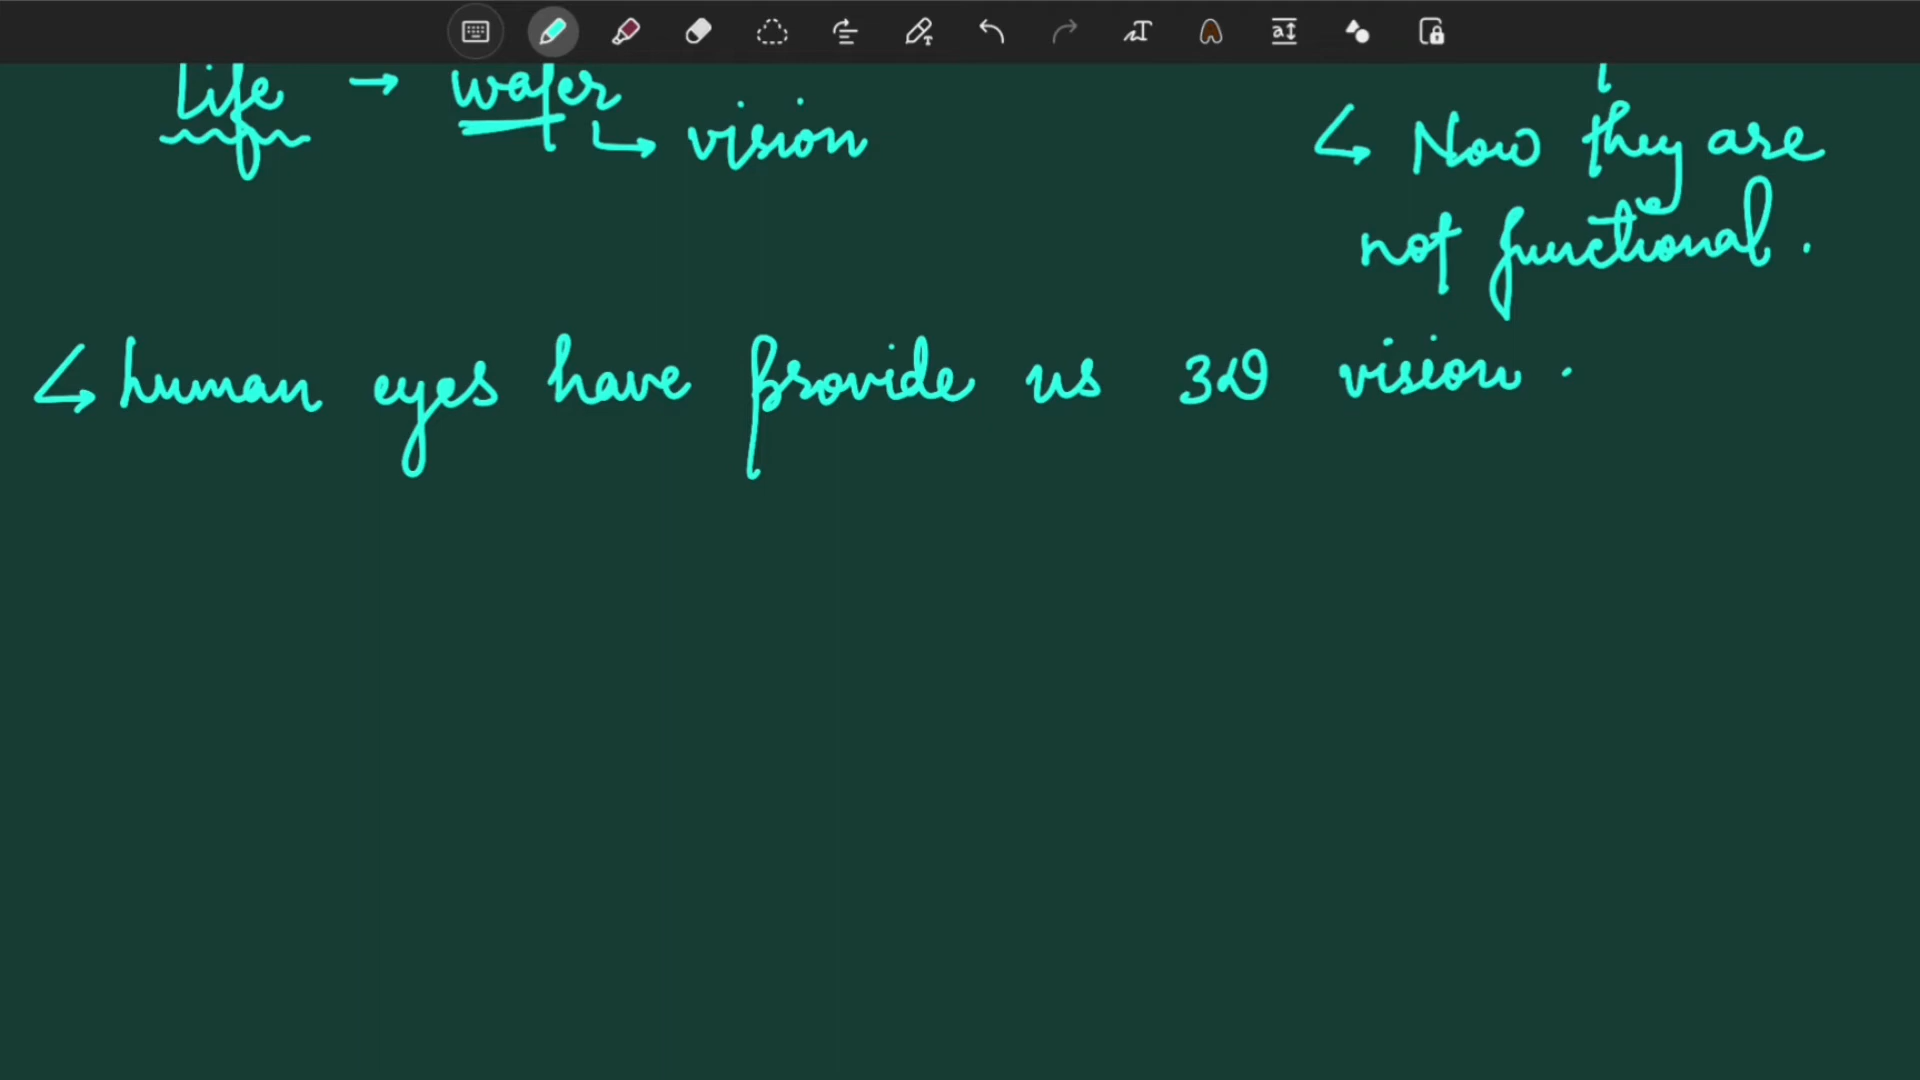 Life → water
↳ vision
↳ Now they are
not functional.
↳ human eyes have provide us 3D vision.